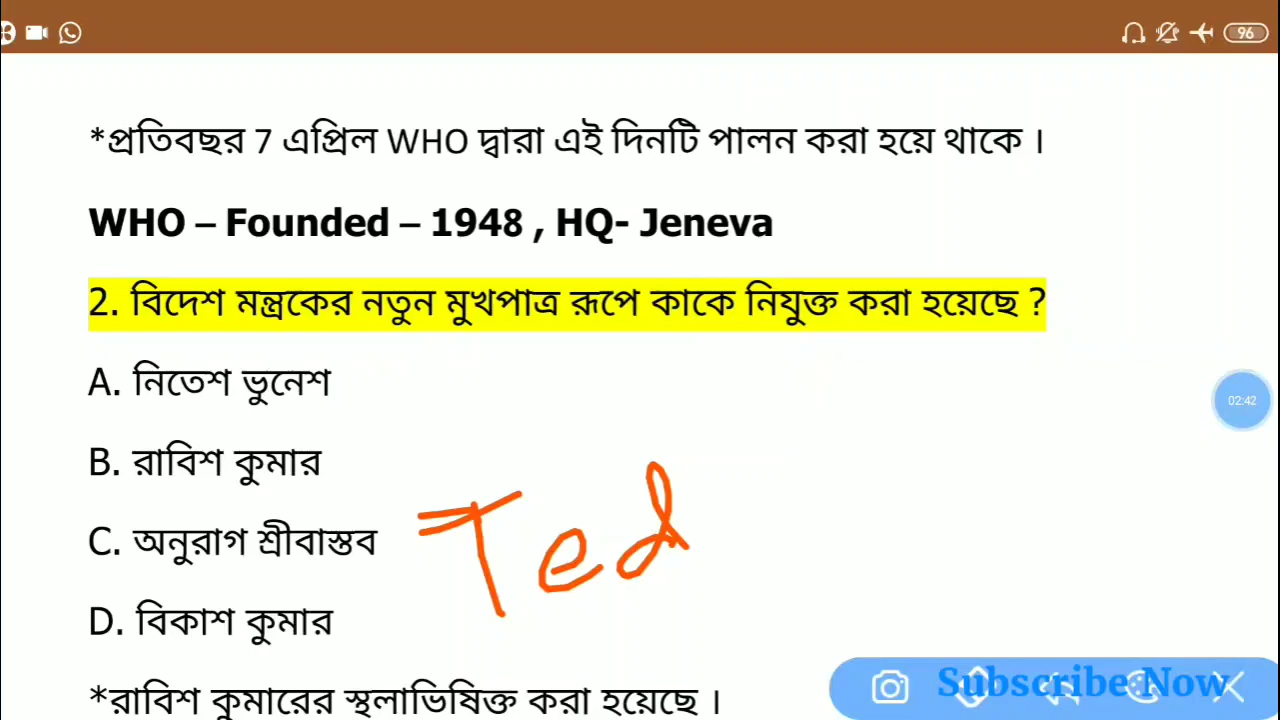 96
*প্রতিবছর 7 এপ্রিল WHO দ্বারা এই দিনটি পালন করা হয়ে থাকে ।
WHO – Founded – 1948 , HQ- Jeneva
2. বিদেশ মন্ত্রকের নতুন মুখপাত্র রূপে কাকে নিযুক্ত করা হয়েছে ?
A. নিতেশ ভুনেশ
02:42
B. রাবিশ কুমার
C. অনুরাগ শ্রীবাস্তব
Ted
D. বিকাশ কুমার
Subscribe Now
*রাবিশ কুমারের স্থলাভিষিক্ত করা হয়েছে ।